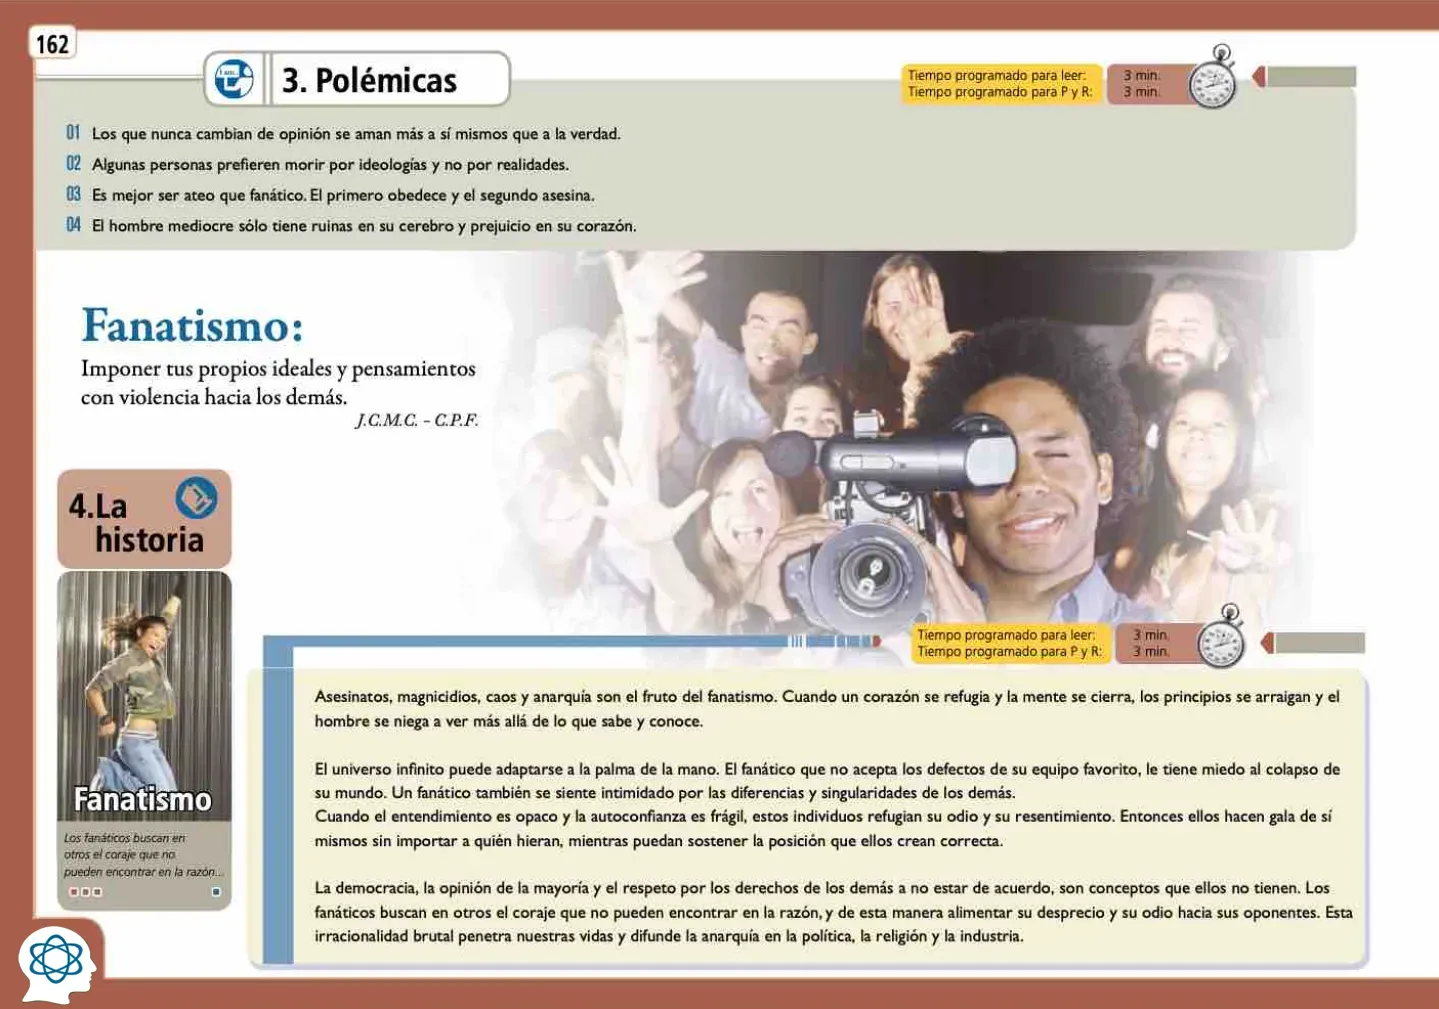 162
3. Polémicas
Tiempo programado para leer: 3 min.
Tiempo programado para P y R: 3 min.
01 Los que nunca cambian de opinión se aman más a sí mismos que a la verdad.
02 Algunas personas prefieren morir por ideologías y no por realidades.
03 Es mejor ser ateo que fanático. El primero obedece y el segundo asesina.
04 El hombre mediocre sólo tiene ruinas en su cerebro y prejuicio en su corazón.
Fanatismo:
Imponer tus propios ideales y pensamientos
con violencia hacia los demás.
J.C.M.C. - C.P.F.
4.La
historia
Fanatismo
Los fanáticos buscan en
otros el coraje que no
pueden encontrar en la razón...
Tiempo programado para leer: 3 min.
Tiempo programado para P y R: 3 min.
Asesinatos, magnicidios, caos y anarquía son el fruto del fanatismo. Cuando un corazón se refugia y la mente se cierra, los principios se arraigan y el
hombre se niega a ver más allá de lo que sabe y conoce.
El universo infinito puede adaptarse a la palma de la mano. El fanático que no acepta los defectos de su equipo favorito, le tiene miedo al colapso de
su mundo. Un fanático también se siente intimidado por las diferencias y singularidades de los demás.
Cuando el entendimiento es opaco y la autoconfianza es frágil, estos individuos refugian su odio y su resentimiento. Entonces ellos hacen gala de sí
mismos sin importar a quién hieran, mientras puedan sostener la posición que ellos crean correcta.
La democracia, la opinión de la mayoría y el respeto por los derechos de los demás a no estar de acuerdo, son conceptos que ellos no tienen. Los
fanáticos buscan en otros el coraje que no pueden encontrar en la razón, y de esta manera alimentar su desprecio y su odio hacia sus oponentes. Esta
irracionalidad brutal penetra nuestras vidas y difunde la anarquía en la política, la religión y la industria.